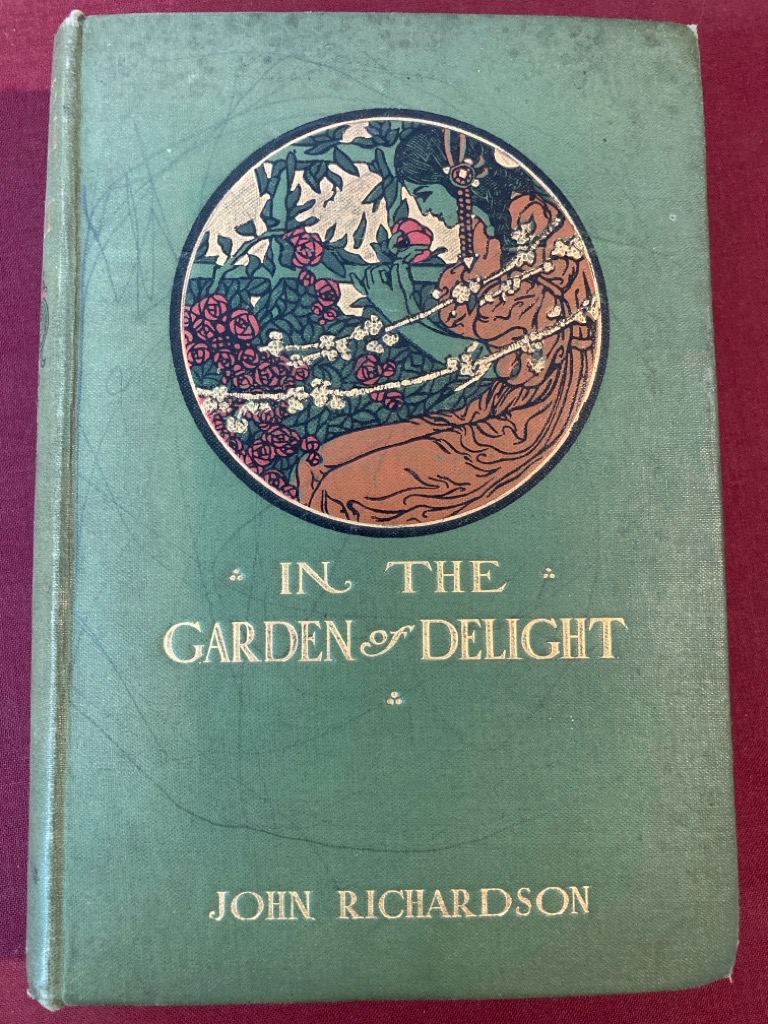 IN THE
GARDEN of DELIGHT
JOHN RICHARDSON